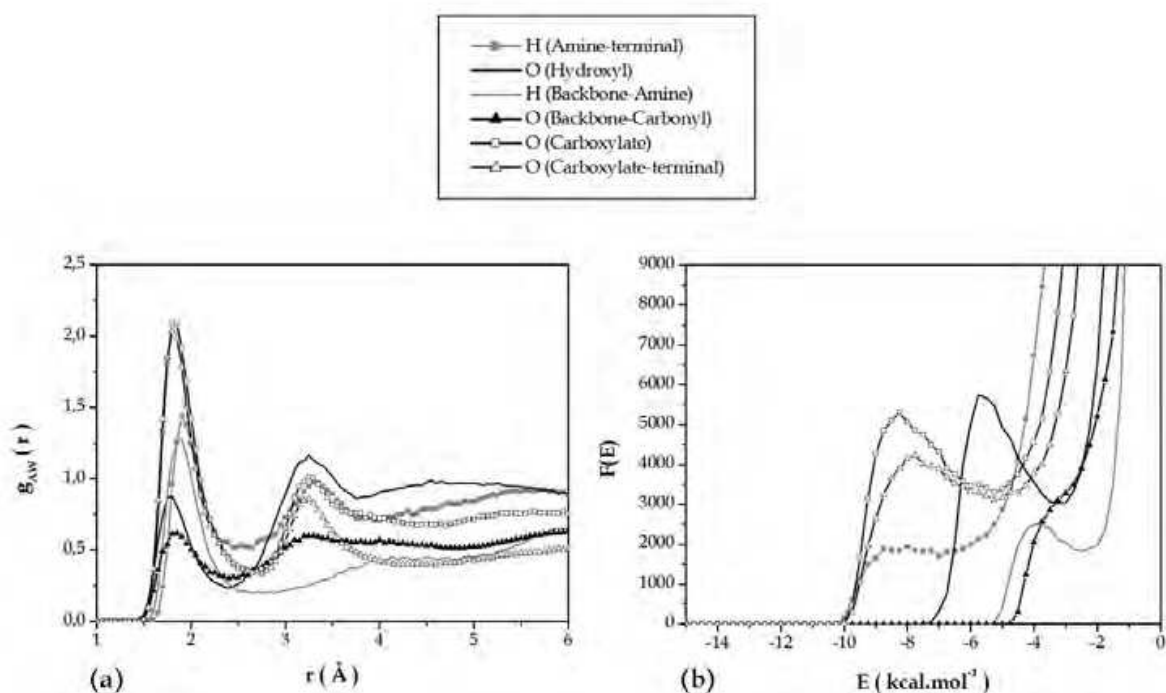 H (Amine-terminal)
O (Hydroxyl)
H (Backbone-Amine)
O (Backbone-Carbonyl)
O (Carboxylate)
O (Carboxylate-terminal)
2,5
2,0
1,5
1,0
0,5
0,0
g_AW (r)
1 2 3 4 5 6
(a) r (Å)
9000
8000
7000
6000
5000
4000
3000
2000
1000
0
F(E)
-14 -12 -10 -8 -6 -4 -2 0
(b) E ( kcal.mol⁻¹ )